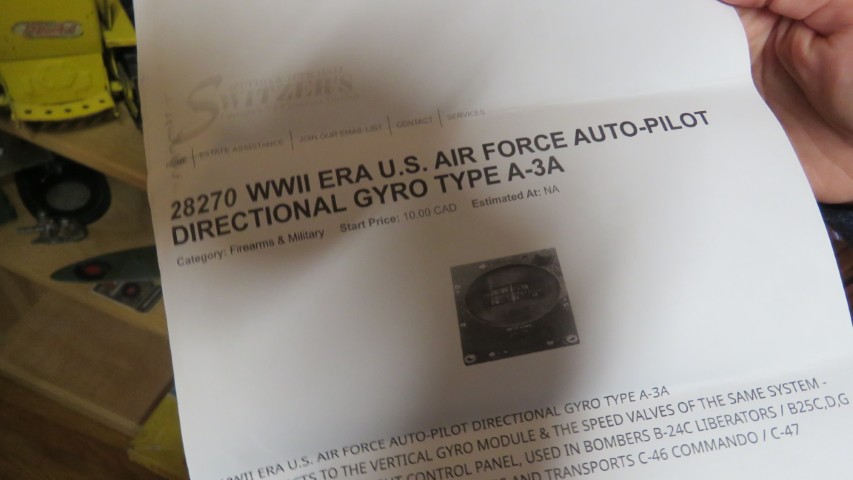 SWITZER'S
HOME | ESTATE ASSISTANCE | JOIN OUR EMAIL LIST | CONTACT | SERVICES
28270 WWII ERA U.S. AIR FORCE AUTO-PILOT
DIRECTIONAL GYRO TYPE A-3A
Category: Firearms & Military Start Price: 10.00 CAD Estimated At: NA
WWII ERA U.S. AIR FORCE AUTO-PILOT DIRECTIONAL GYRO TYPE A-3A
TO THE VERTICAL GYRO MODULE & THE SPEED VALVES OF THE SAME SYSTEM -
CONTROL PANEL, USED IN BOMBERS B-24C LIBERATORS / B25C,D,G
AND TRANSPORTS C-46 COMMANDO / C-47